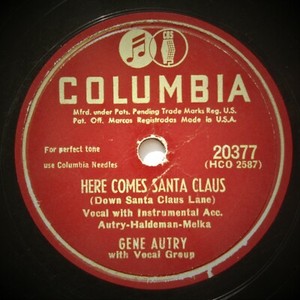 CBS
COLUMBIA
Mfrd. under Pats. Pending Trade Marks Reg. U.S.
Pat. Off. Marcas Registradas Made in U.S.A.
For perfect tone
use Columbia Needles
20377
(HCO 2587)
HERE COMES SANTA CLAUS
(Down Santa Claus Lane)
Vocal with Instrumental Acc.
Autry-Haldeman-Melka
GENE AUTRY
with Vocal Group